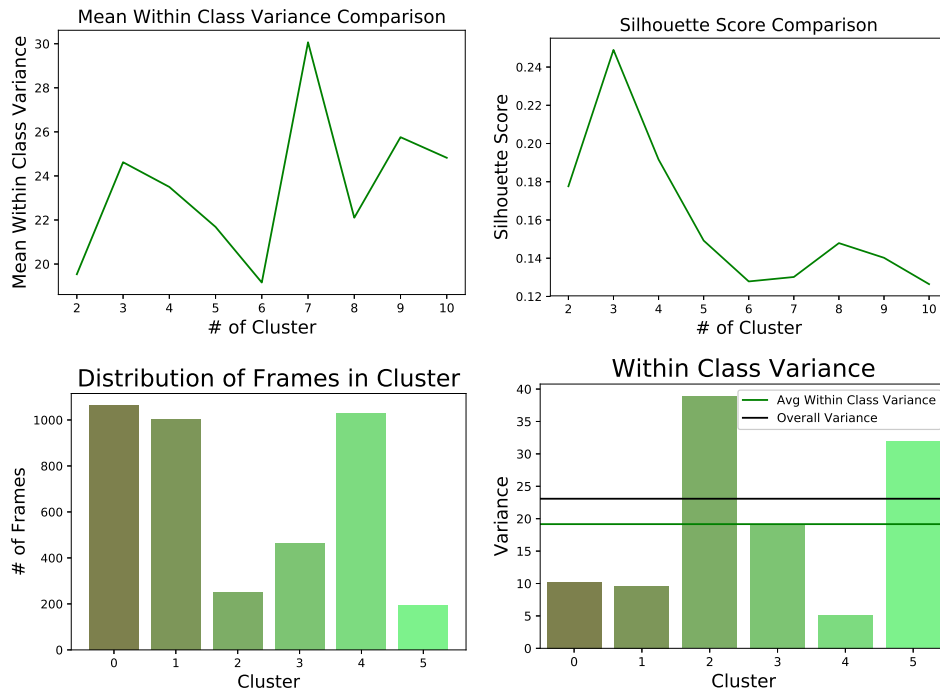 Mean Within Class Variance Comparison
Mean Within Class Variance
30
28
26
24
22
20
2 3 4 5 6 7 8 9 10
# of Cluster
Silhouette Score Comparison
Silhouette Score
0.24
0.22
0.20
0.18
0.16
0.14
0.12
2 3 4 5 6 7 8 9 10
# of Cluster
Distribution of Frames in Cluster
# of Frames
1000
800
600
400
200
0
0 1 2 3 4 5
Cluster
Within Class Variance
Variance
40
35
30
25
20
15
10
5
0
Avg Within Class Variance
Overall Variance
0 1 2 3 4 5
Cluster